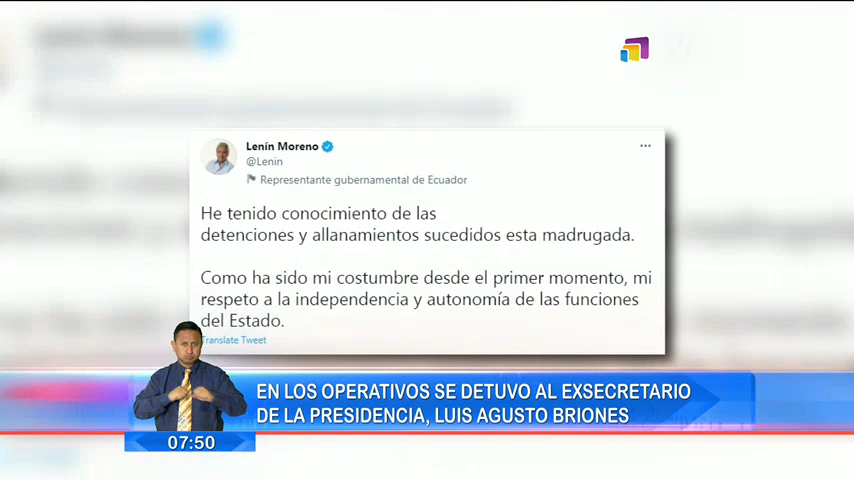 Lenín Moreno
@Lenin
Representante gubernamental de Ecuador
He tenido conocimiento de las
detenciones y allanamientos sucedidos esta madrugada.
Como ha sido mi costumbre desde el primer momento, mi
respeto a la independencia y autonomía de las funciones
del Estado.
Translate Tweet
EN LOS OPERATIVOS SE DETUVO AL EXSECRETARIO
DE LA PRESIDENCIA, LUIS AGUSTO BRIONES
07:50